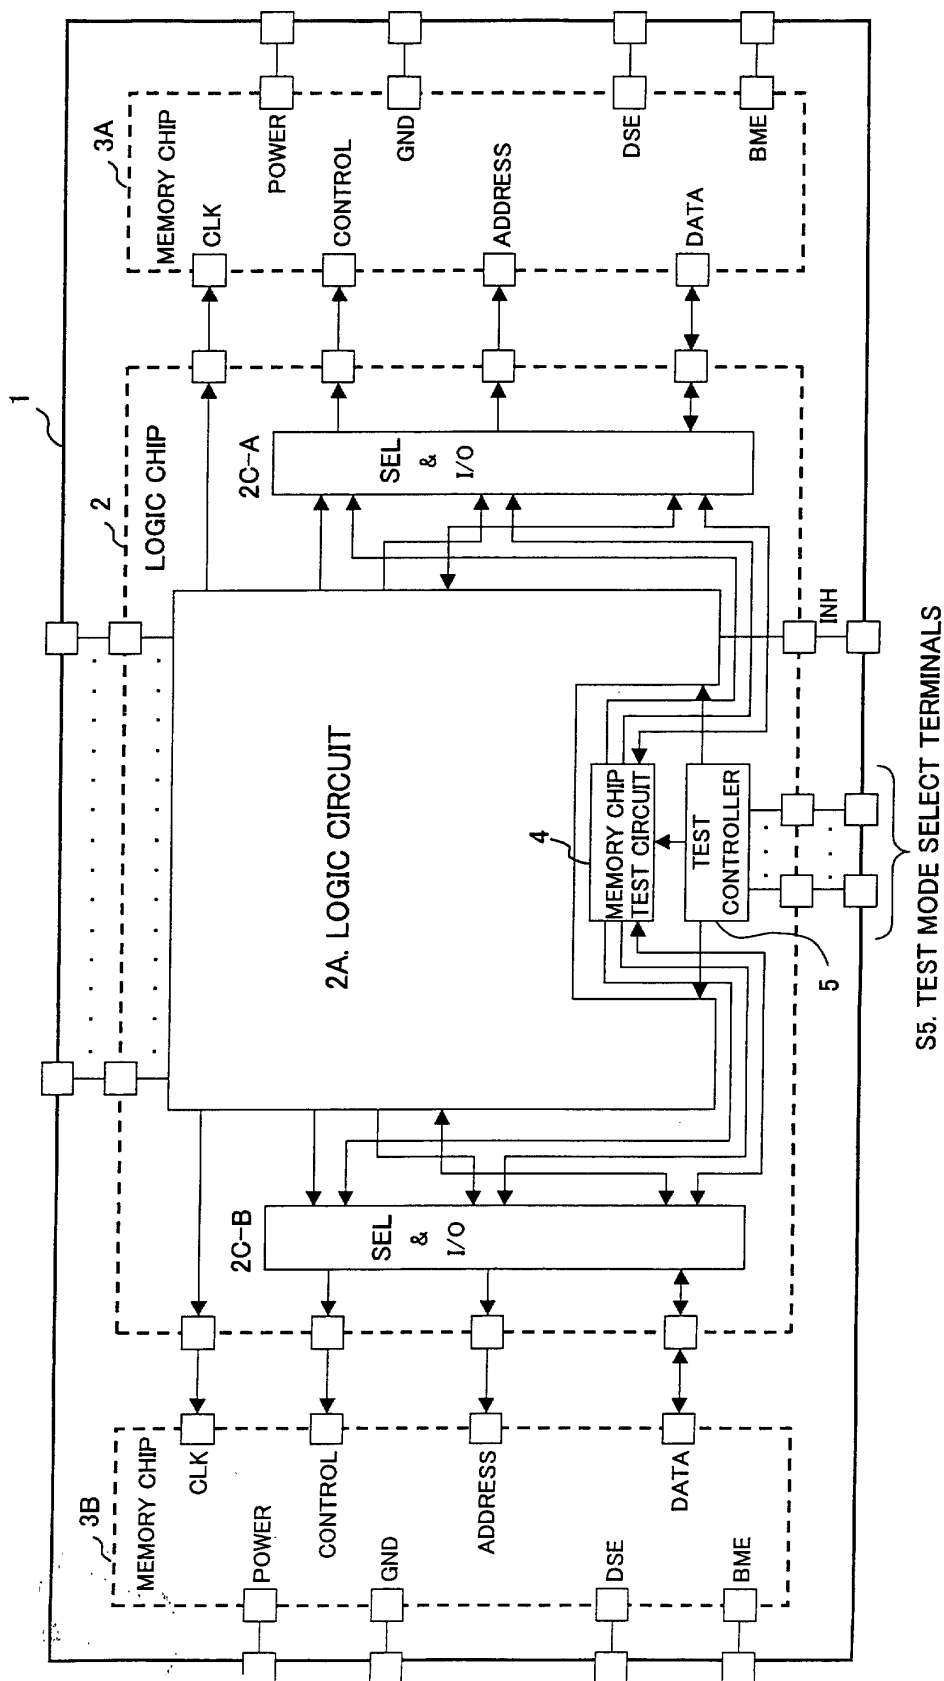 1
2
LOGIC CHIP
3B
MEMORY CHIP
CLK
POWER
CONTROL
GND
ADDRESS
DSE
DATA
BME
2C-B
SEL
&
I/O
2A. LOGIC CIRCUIT
4
MEMORY CHIP
TEST CIRCUIT
TEST
CONTROLLER
5
INH
S5. TEST MODE SELECT TERMINALS
2C-A
SEL
&
I/O
3A
MEMORY CHIP
CLK
POWER
CONTROL
GND
ADDRESS
DSE
DATA
BME